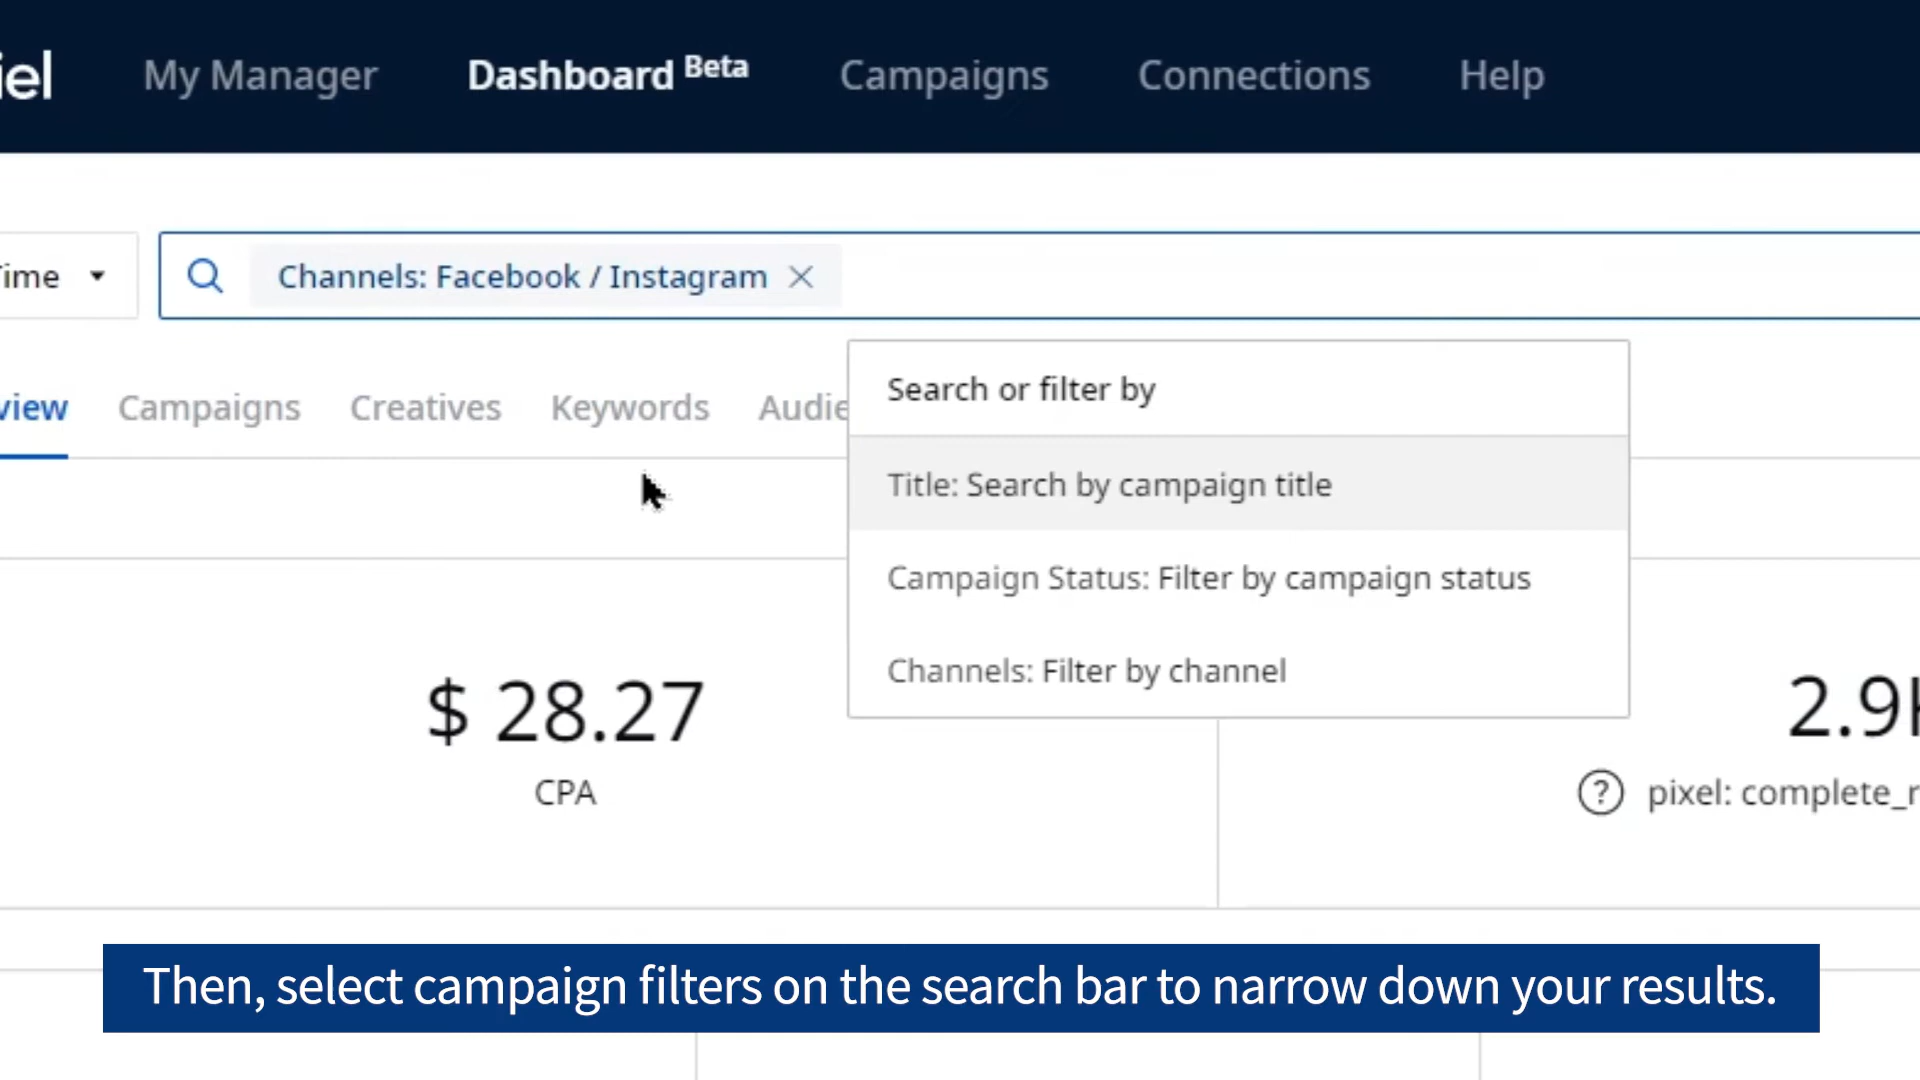 iel My Manager Dashboard Beta Campaigns Connections Help
ime Channels: Facebook / Instagram
view Campaigns Creatives Keywords Audie
Search or filter by
Title: Search by campaign title
Campaign Status: Filter by campaign status
Channels: Filter by channel
$ 28.27
CPA
2.9
? pixel: complete_r
Then, select campaign filters on the search bar to narrow down your results.